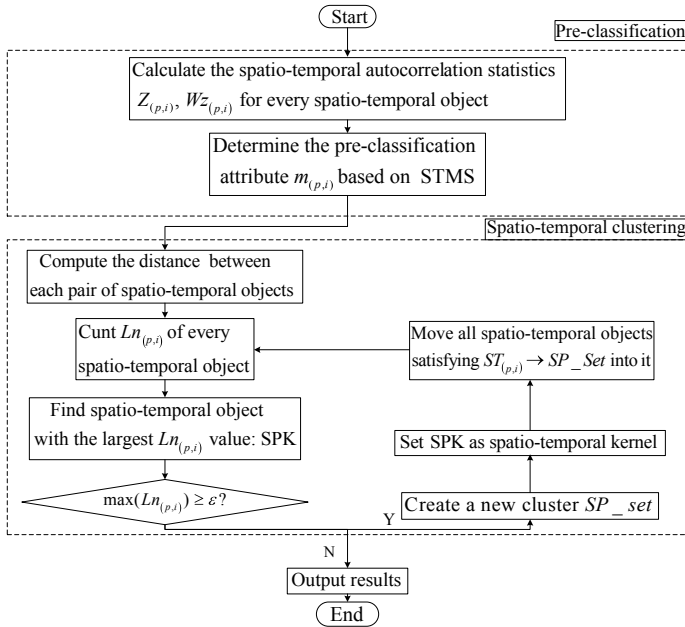 Start
Pre-classification
Calculate the spatio-temporal autocorrelation statistics
Z(p,i), Wz(p,i) for every spatio-temporal object
Determine the pre-classification
attribute m(p,i) based on STMS
Spatio-temporal clustering
Compute the distance between
each pair of spatio-temporal objects
Cunt Ln(p,i) of every
spatio-temporal object
Move all spatio-temporal objects
satisfying ST(p,i) → SP_Set into it
Find spatio-temporal object
with the largest Ln(p,i) value: SPK
Set SPK as spatio-temporal kernel
max(Ln(p,i)) ≥ ε?
Create a new cluster SP_set
Y
N
Output results
End